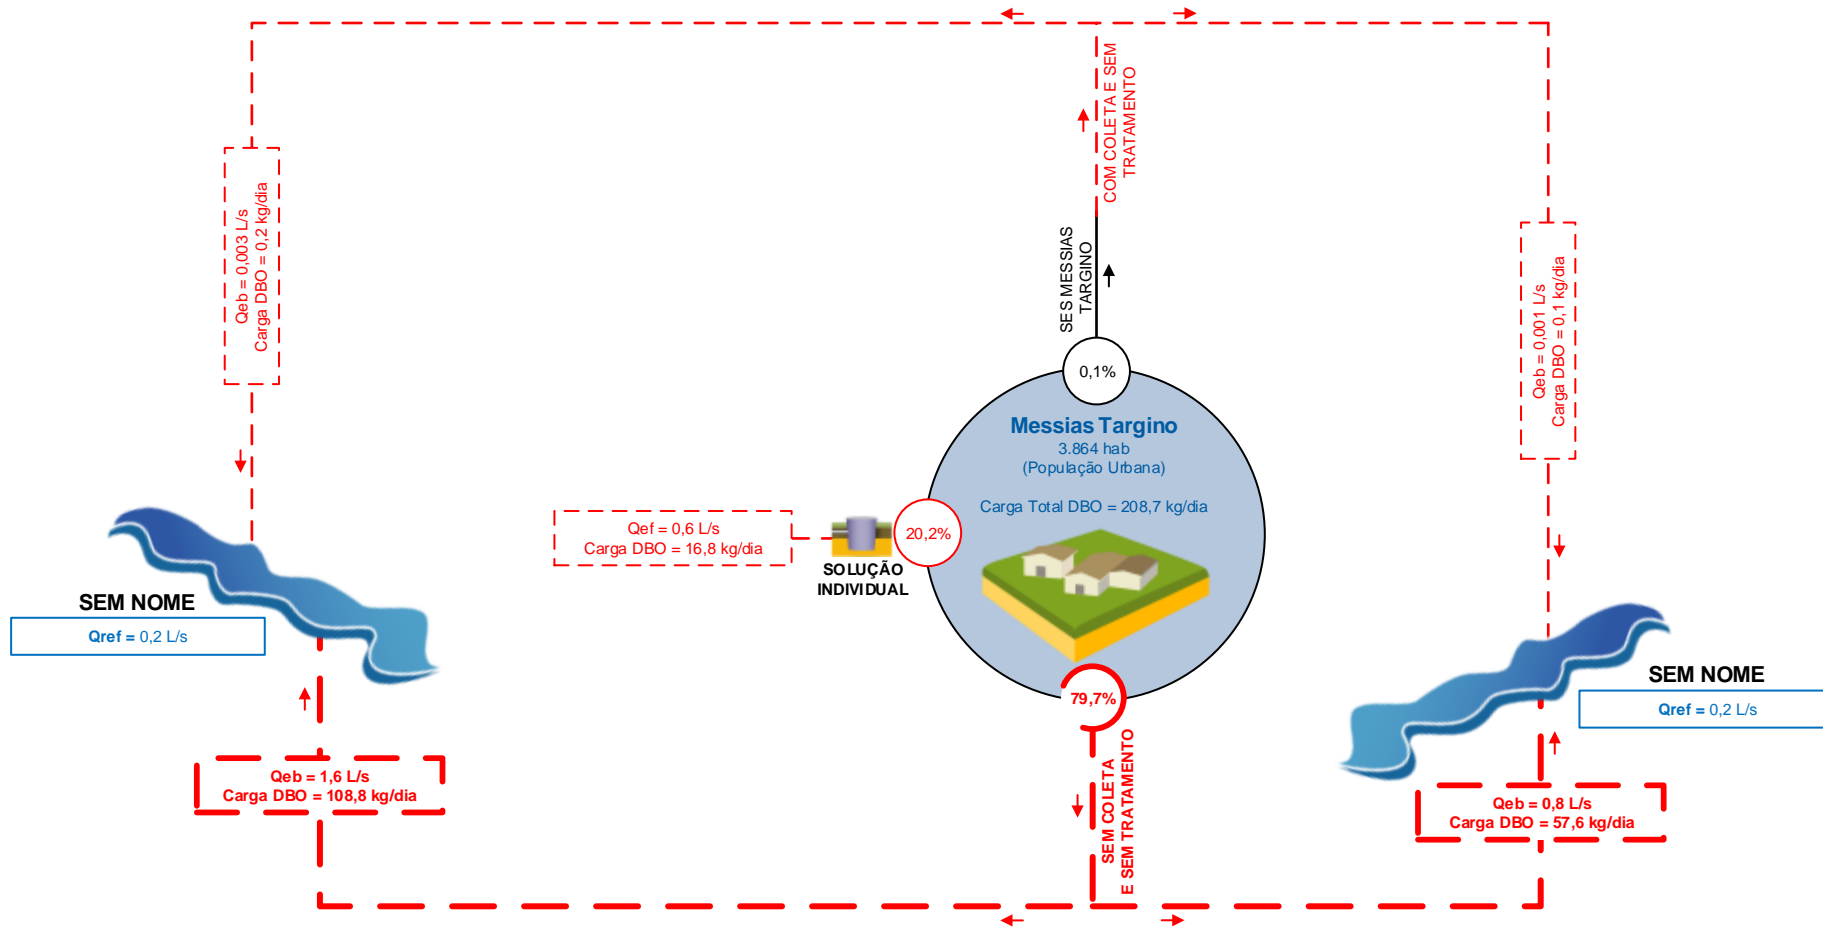 COM COLETA E SEM
TRATAMENTO
Qeb = 0,003 L/s
Carga DBO = 0,2 kg/dia
SES MESSIAS
TARGINO
Qeb = 0,001 L/s
Carga DBO = 0,1 kg/dia
0,1%
Messias Targino
3.864 hab
(População Urbana)
Carga Total DBO = 208,7 kg/dia
Qef = 0,6 L/s
Carga DBO = 16,8 kg/dia
20,2%
SOLUÇÃO
INDIVIDUAL
SEM NOME
Qref = 0,2 L/s
SEM NOME
Qref = 0,2 L/s
79,7%
SEM COLETA
E SEM TRATAMENTO
Qeb = 1,6 L/s
Carga DBO = 108,8 kg/dia
Qeb = 0,8 L/s
Carga DBO = 57,6 kg/dia